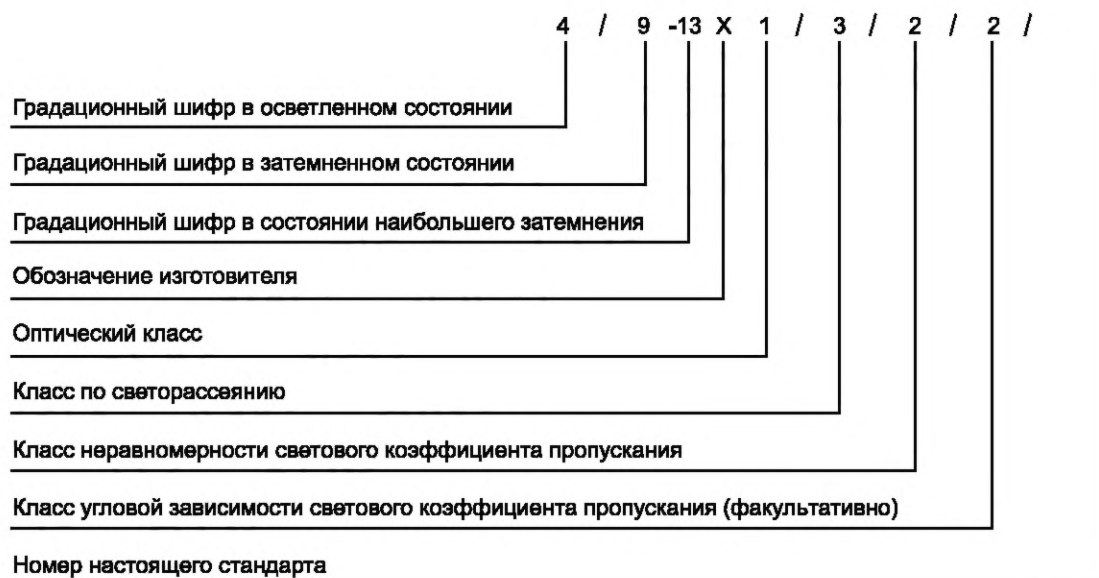 4 / 9 -13 X 1 / 3 / 2 / 2 /
Градационный шифр в осветленном состоянии
Градационный шифр в затемненном состоянии
Градационный шифр в состоянии наибольшего затемнения
Обозначение изготовителя
Оптический класс
Класс по светорассеянию
Класс неравномерности светового коэффициента пропускания
Класс угловой зависимости светового коэффициента пропускания (факультативно)
Номер настоящего стандарта